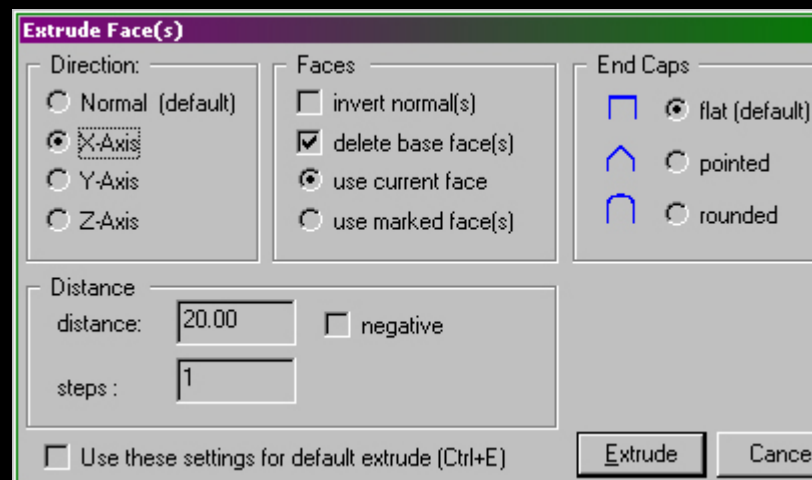 Extrude Face(s)
Direction:
Normal (default)
X-Axis
Y-Axis
Z-Axis
Faces
invert normal(s)
delete base face(s)
use current face
use marked face(s)
End Caps
flat (default)
pointed
rounded
Distance
distance: 20.00
negative
steps : 1
Use these settings for default extrude (Ctrl+E)
Extrude
Cance